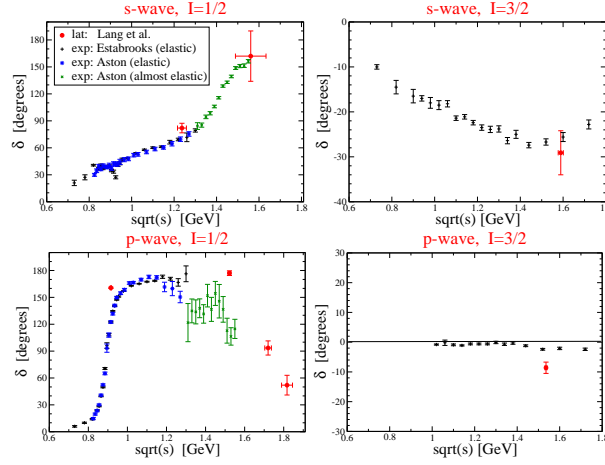 s-wave, I=1/2
lat: Lang et al.
exp: Estabrooks (elastic)
exp: Aston (elastic)
exp: Aston (almost elastic)
δ [degrees]
180
150
120
90
60
30
0
0.6 0.8 1 1.2 1.4 1.6 1.8
sqrt(s) [GeV]
s-wave, I=3/2
δ [degrees]
0
-10
-20
-30
-40
0.6 0.8 1 1.2 1.4 1.6 1.8
sqrt(s) [GeV]
p-wave, I=1/2
δ [degrees]
180
150
120
90
60
30
0
0.6 0.8 1 1.2 1.4 1.6 1.8
sqrt(s) [GeV]
p-wave, I=3/2
δ [degrees]
30
20
10
0
-10
-20
-30
0.6 0.8 1 1.2 1.4 1.6 1.8
sqrt(s) [GeV]